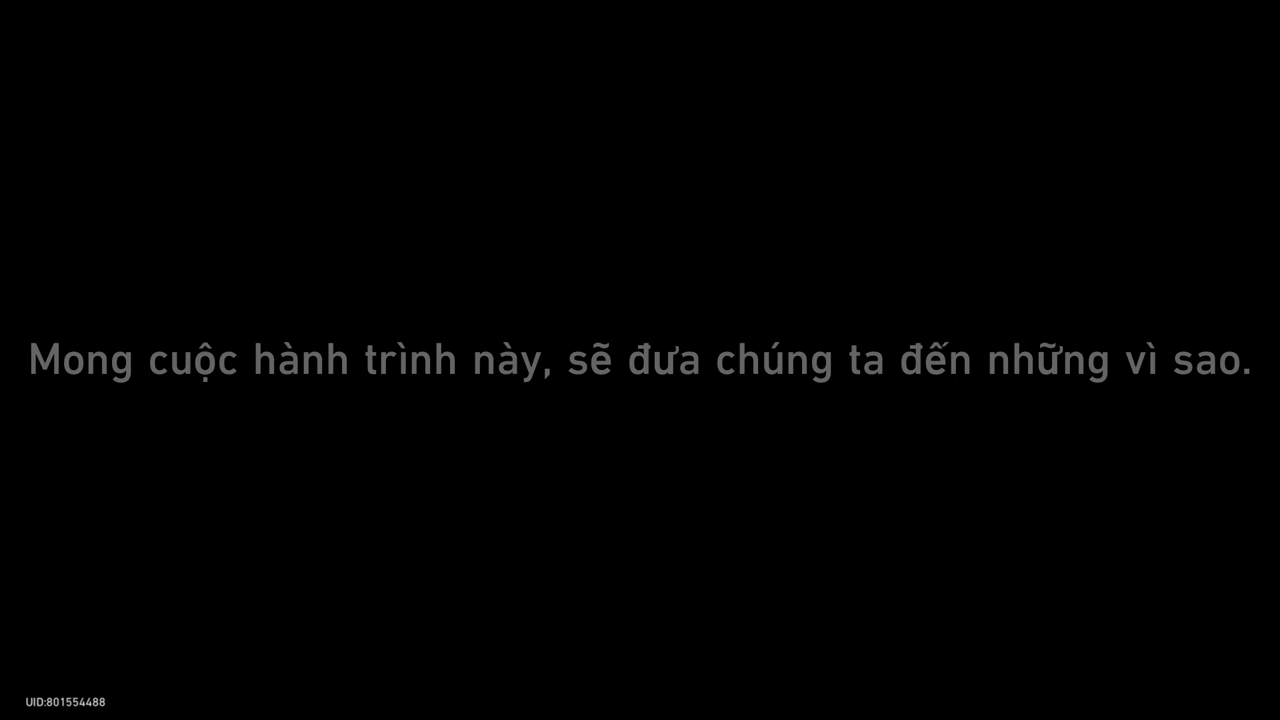 Mong cuộc hành trình này, sẽ đưa chúng ta đến những vì sao.
UID:801554488